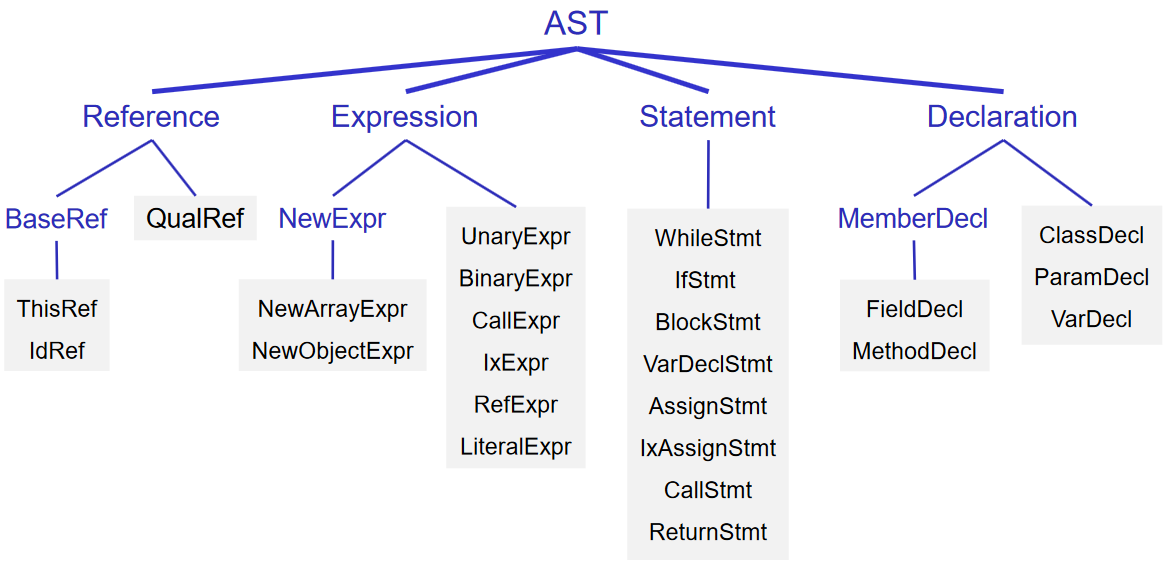 AST
Reference
Expression
Statement
Declaration
BaseRef
QualRef
NewExpr
MemberDecl
ThisRef
IdRef
NewArrayExpr
NewObjectExpr
UnaryExpr
BinaryExpr
CallExpr
IxExpr
RefExpr
LiteralExpr
WhileStmt
IfStmt
BlockStmt
VarDeclStmt
AssignStmt
IxAssignStmt
CallStmt
ReturnStmt
FieldDecl
MethodDecl
ClassDecl
ParamDecl
VarDecl